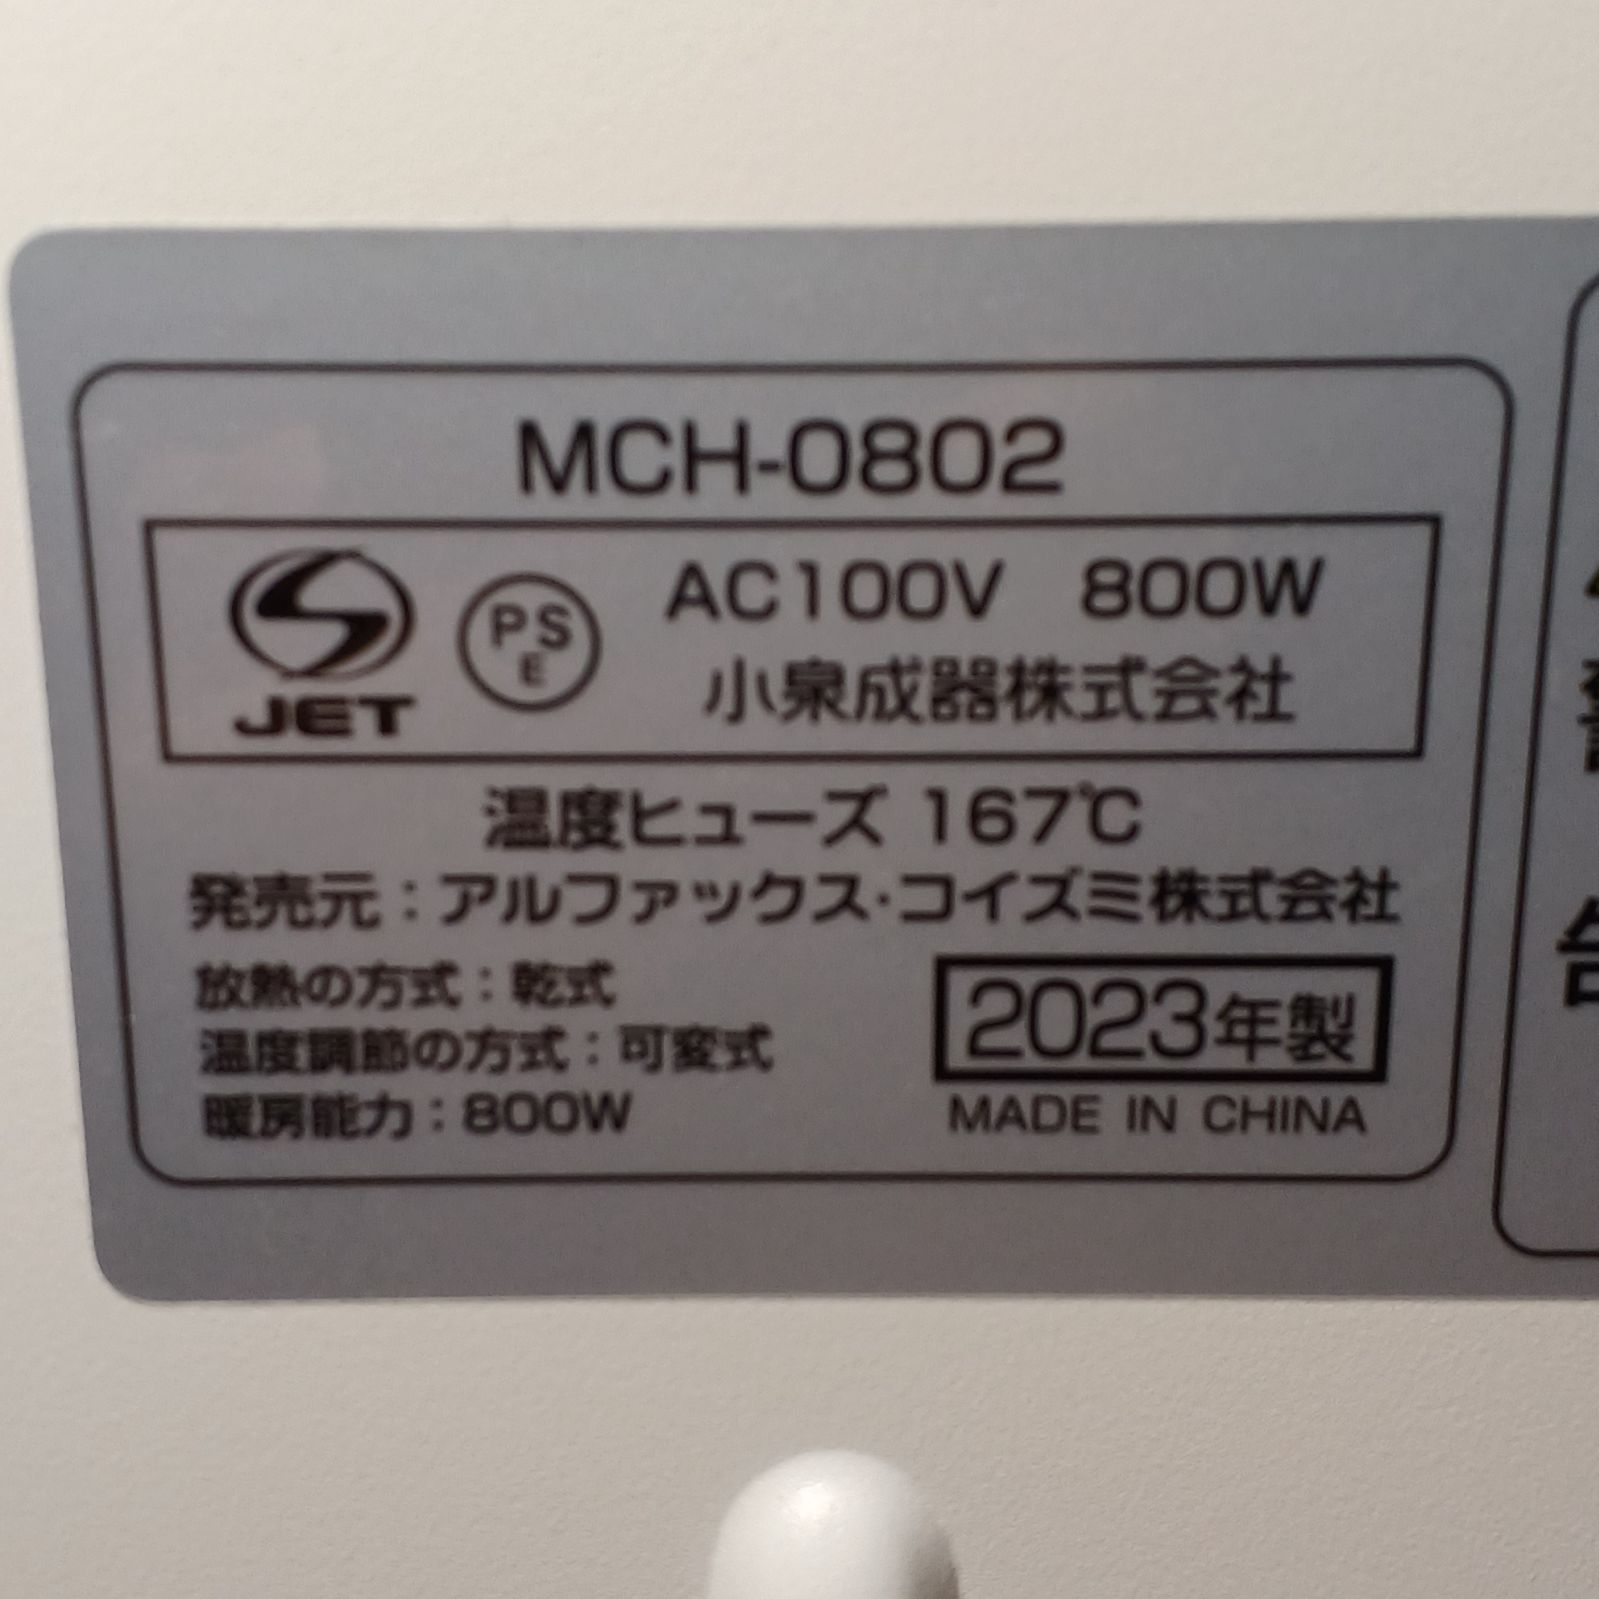 MCH-0802
JET
PS
E
AC100V 800W
小泉成器株式会社
温度ヒューズ 167℃
発売元：アルファックス・コイズミ株式会社
放熱の方式：乾式
温度調節の方式：可変式
暖房能力：800W
2023年製
MADE IN CHINA
告